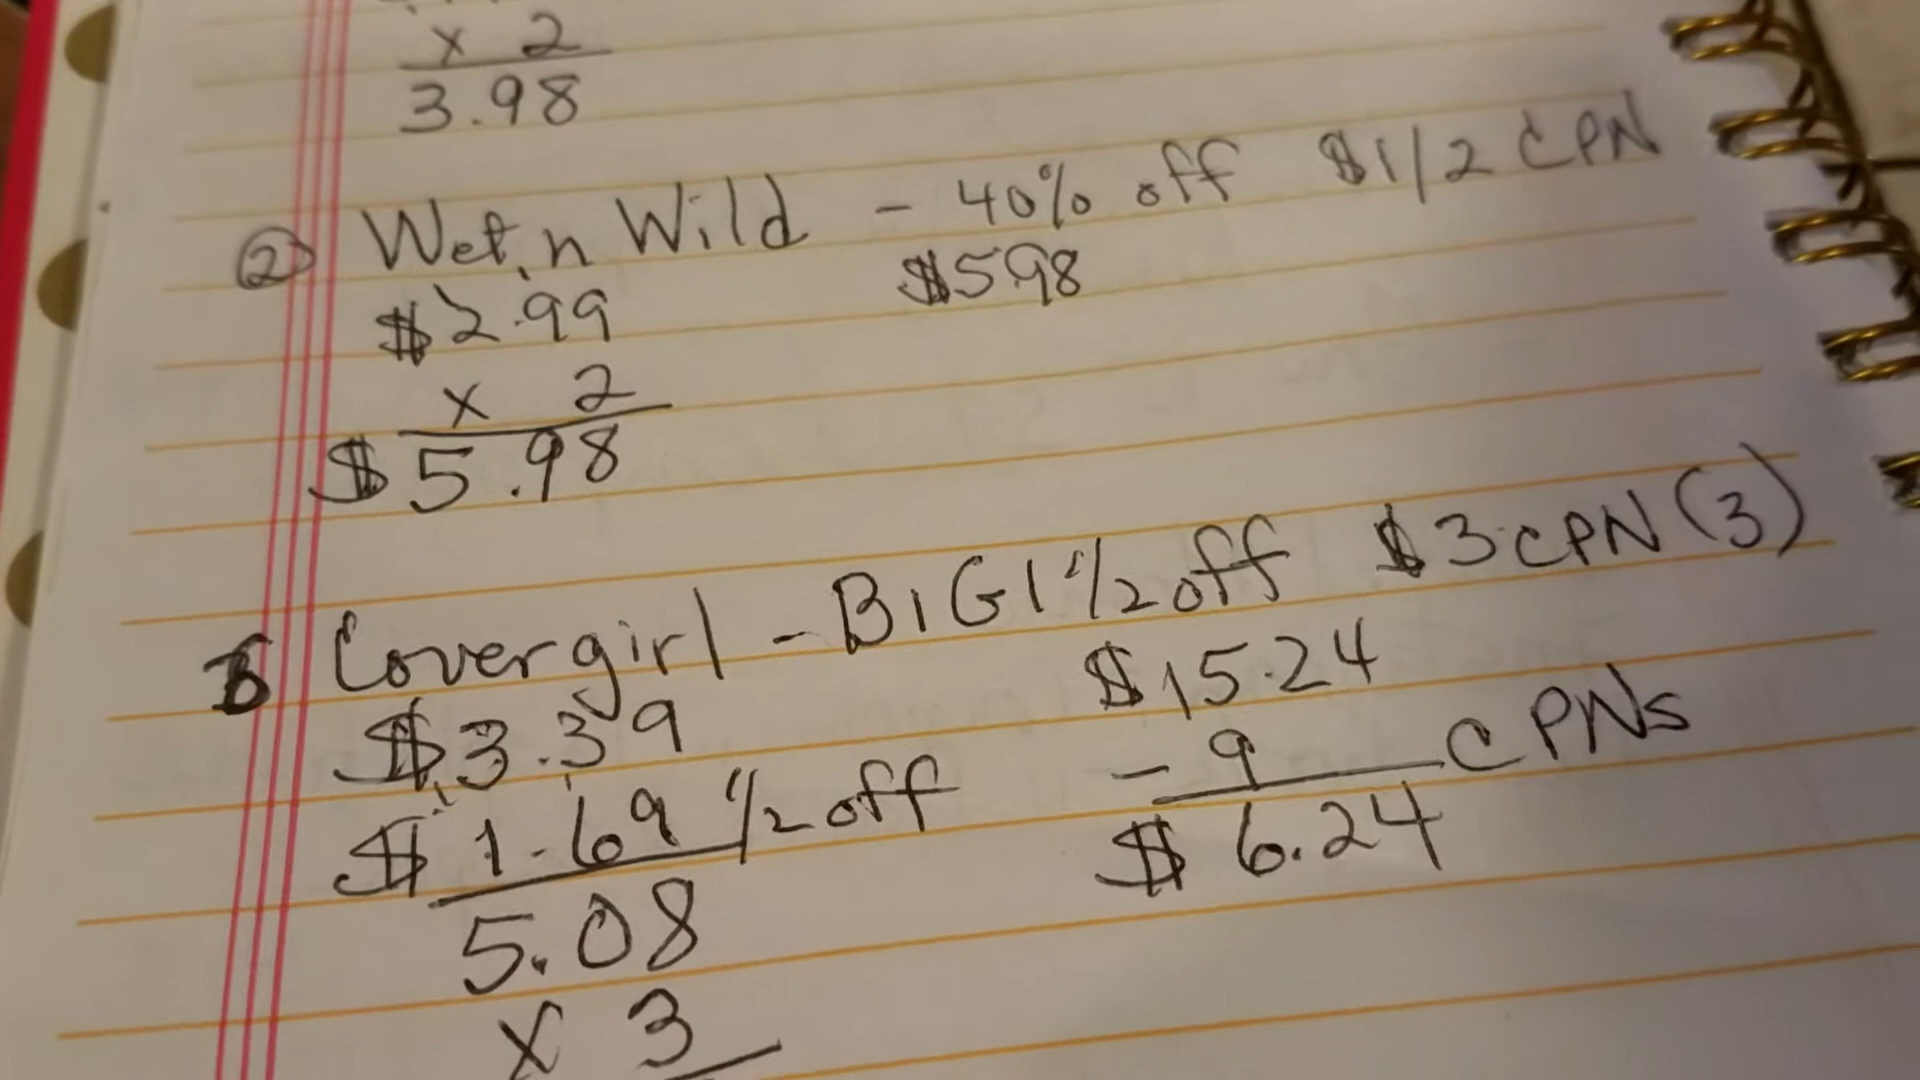 x 2
3.98
② Wet n Wild - 40% off $1/2 CPN
$2.99 $5.98
x 2
$5.98
6 Covergirl - B1G1 1/2 off $3 CPN (3)
$3.39 $15.24
$1.69 1/2 off - 9 CPNs
5.08 $6.24
x 3